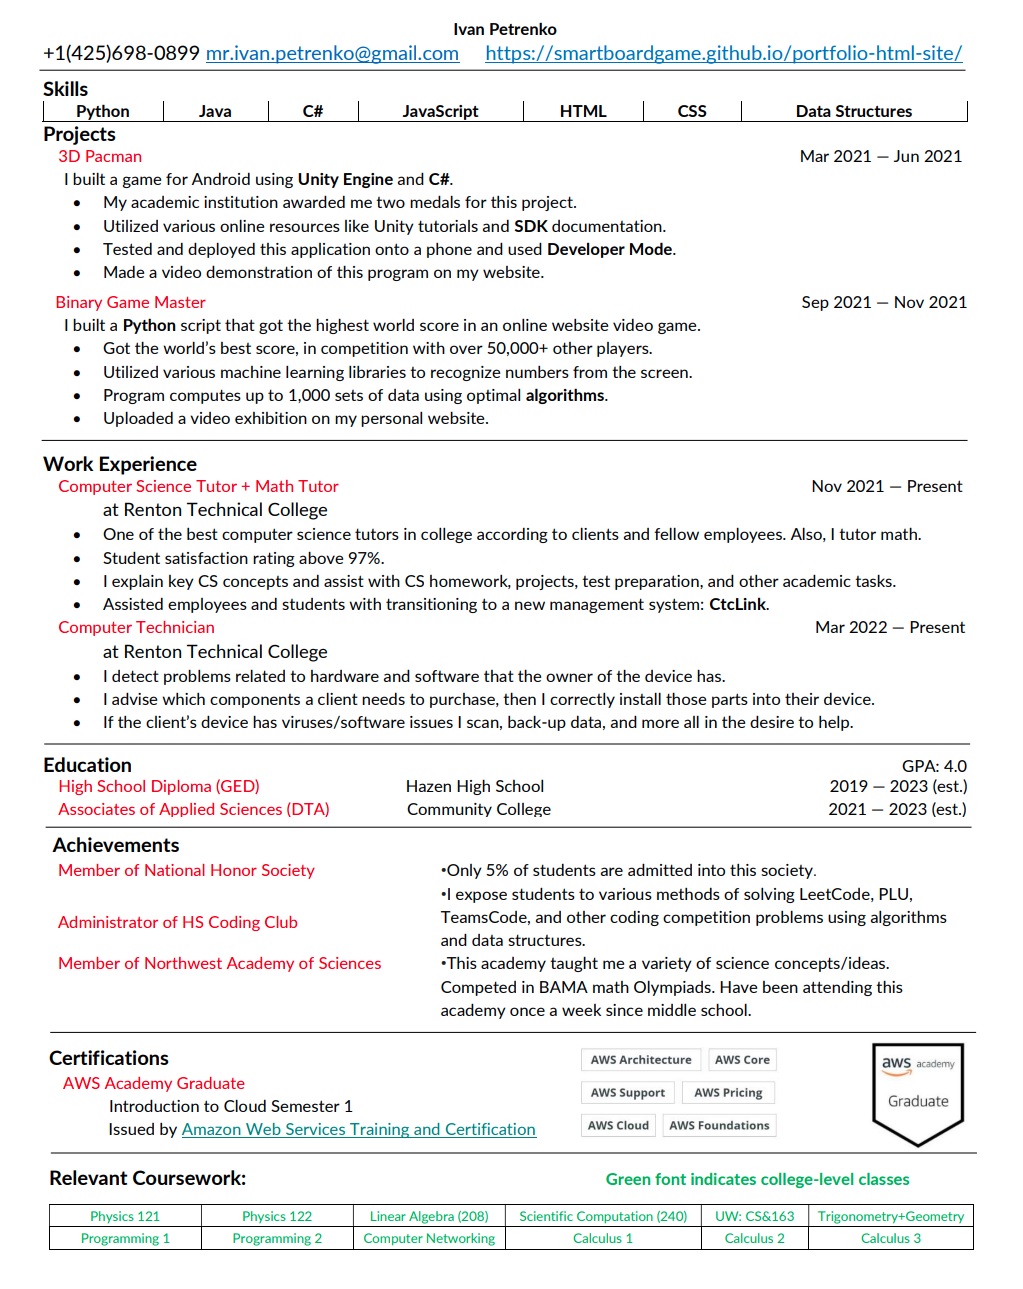 Ivan Petrenko
+1(425)698-0899 mr.ivan.petrenko@gmail.com https://smartboardgame.github.io/portfolio-html-site/
Skills
Python Java C# JavaScript HTML CSS Data Structures
Projects
3D Pacman Mar 2021 — Jun 2021
I built a game for Android using Unity Engine and C#.
• My academic institution awarded me two medals for this project.
• Utilized various online resources like Unity tutorials and SDK documentation.
• Tested and deployed this application onto a phone and used Developer Mode.
• Made a video demonstration of this program on my website.
Binary Game Master Sep 2021 — Nov 2021
I built a Python script that got the highest world score in an online website video game.
• Got the world's best score, in competition with over 50,000+ other players.
• Utilized various machine learning libraries to recognize numbers from the screen.
• Program computes up to 1,000 sets of data using optimal algorithms.
• Uploaded a video exhibition on my personal website.
Work Experience
Computer Science Tutor + Math Tutor Nov 2021 — Present
at Renton Technical College
• One of the best computer science tutors in college according to clients and fellow employees. Also, I tutor math.
• Student satisfaction rating above 97%.
• I explain key CS concepts and assist with CS homework, projects, test preparation, and other academic tasks.
• Assisted employees and students with transitioning to a new management system: CtcLink.
Computer Technician Mar 2022 — Present
at Renton Technical College
• I detect problems related to hardware and software that the owner of the device has.
• I advise which components a client needs to purchase, then I correctly install those parts into their device.
• If the client's device has viruses/software issues I scan, back-up data, and more all in the desire to help.
Education GPA: 4.0
High School Diploma (GED) Hazen High School 2019 — 2023 (est.)
Associates of Applied Sciences (DTA) Community College 2021 — 2023 (est.)
Achievements
Member of National Honor Society •Only 5% of students are admitted into this society.
•I expose students to various methods of solving LeetCode, PLU,
Administrator of HS Coding Club TeamsCode, and other coding competition problems using algorithms
and data structures.
Member of Northwest Academy of Sciences •This academy taught me a variety of science concepts/ideas.
Competed in BAMA math Olympiads. Have been attending this
academy once a week since middle school.
Certifications
AWS Academy Graduate
Introduction to Cloud Semester 1
Issued by Amazon Web Services Training and Certification
AWS Architecture AWS Core
AWS Support AWS Pricing
AWS Cloud AWS Foundations
aws academy
Graduate
Relevant Coursework: Green font indicates college-level classes
Physics 121 Physics 122 Linear Algebra (208) Scientific Computation (240) UW: CS&163 Trigonometry+Geometry
Programming 1 Programming 2 Computer Networking Calculus 1 Calculus 2 Calculus 3